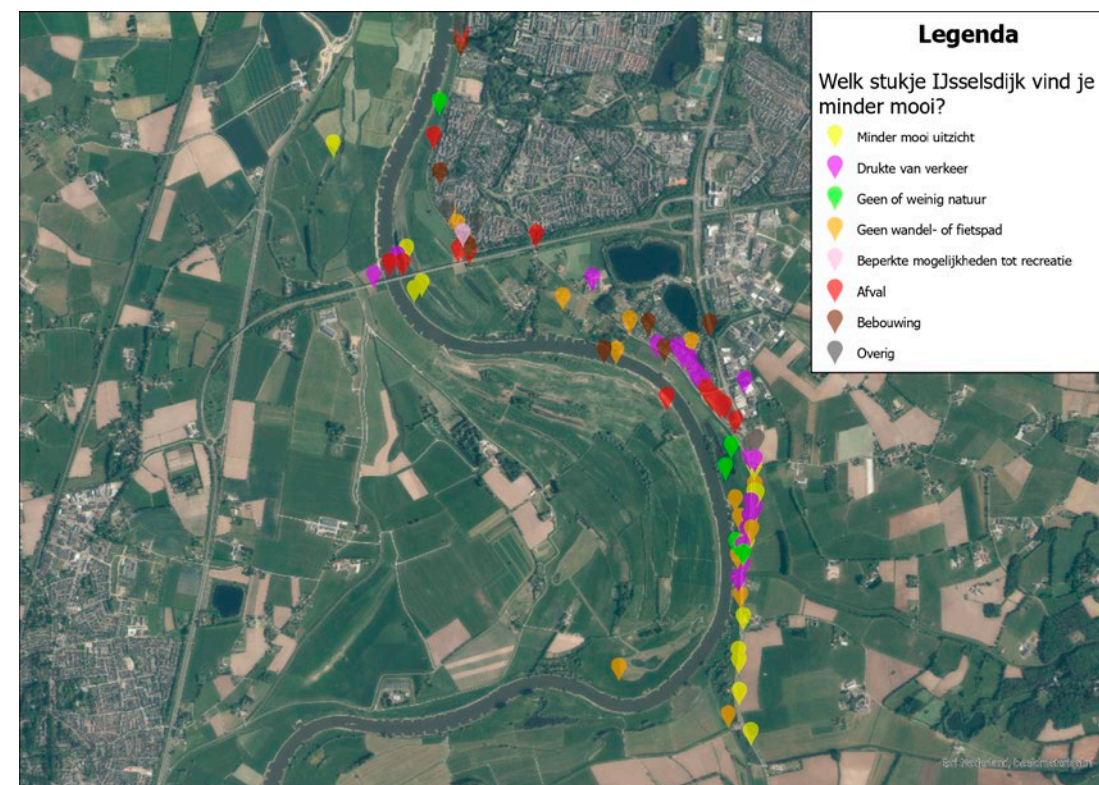 Legenda
Welk stukje IJsselsdijk vind je
minder mooi?
Minder mooi uitzicht
Drukte van verkeer
Geen of weinig natuur
Geen wandel- of fietspad
Beperkte mogelijkheden tot recreatie
Afval
Bebouwing
Overig